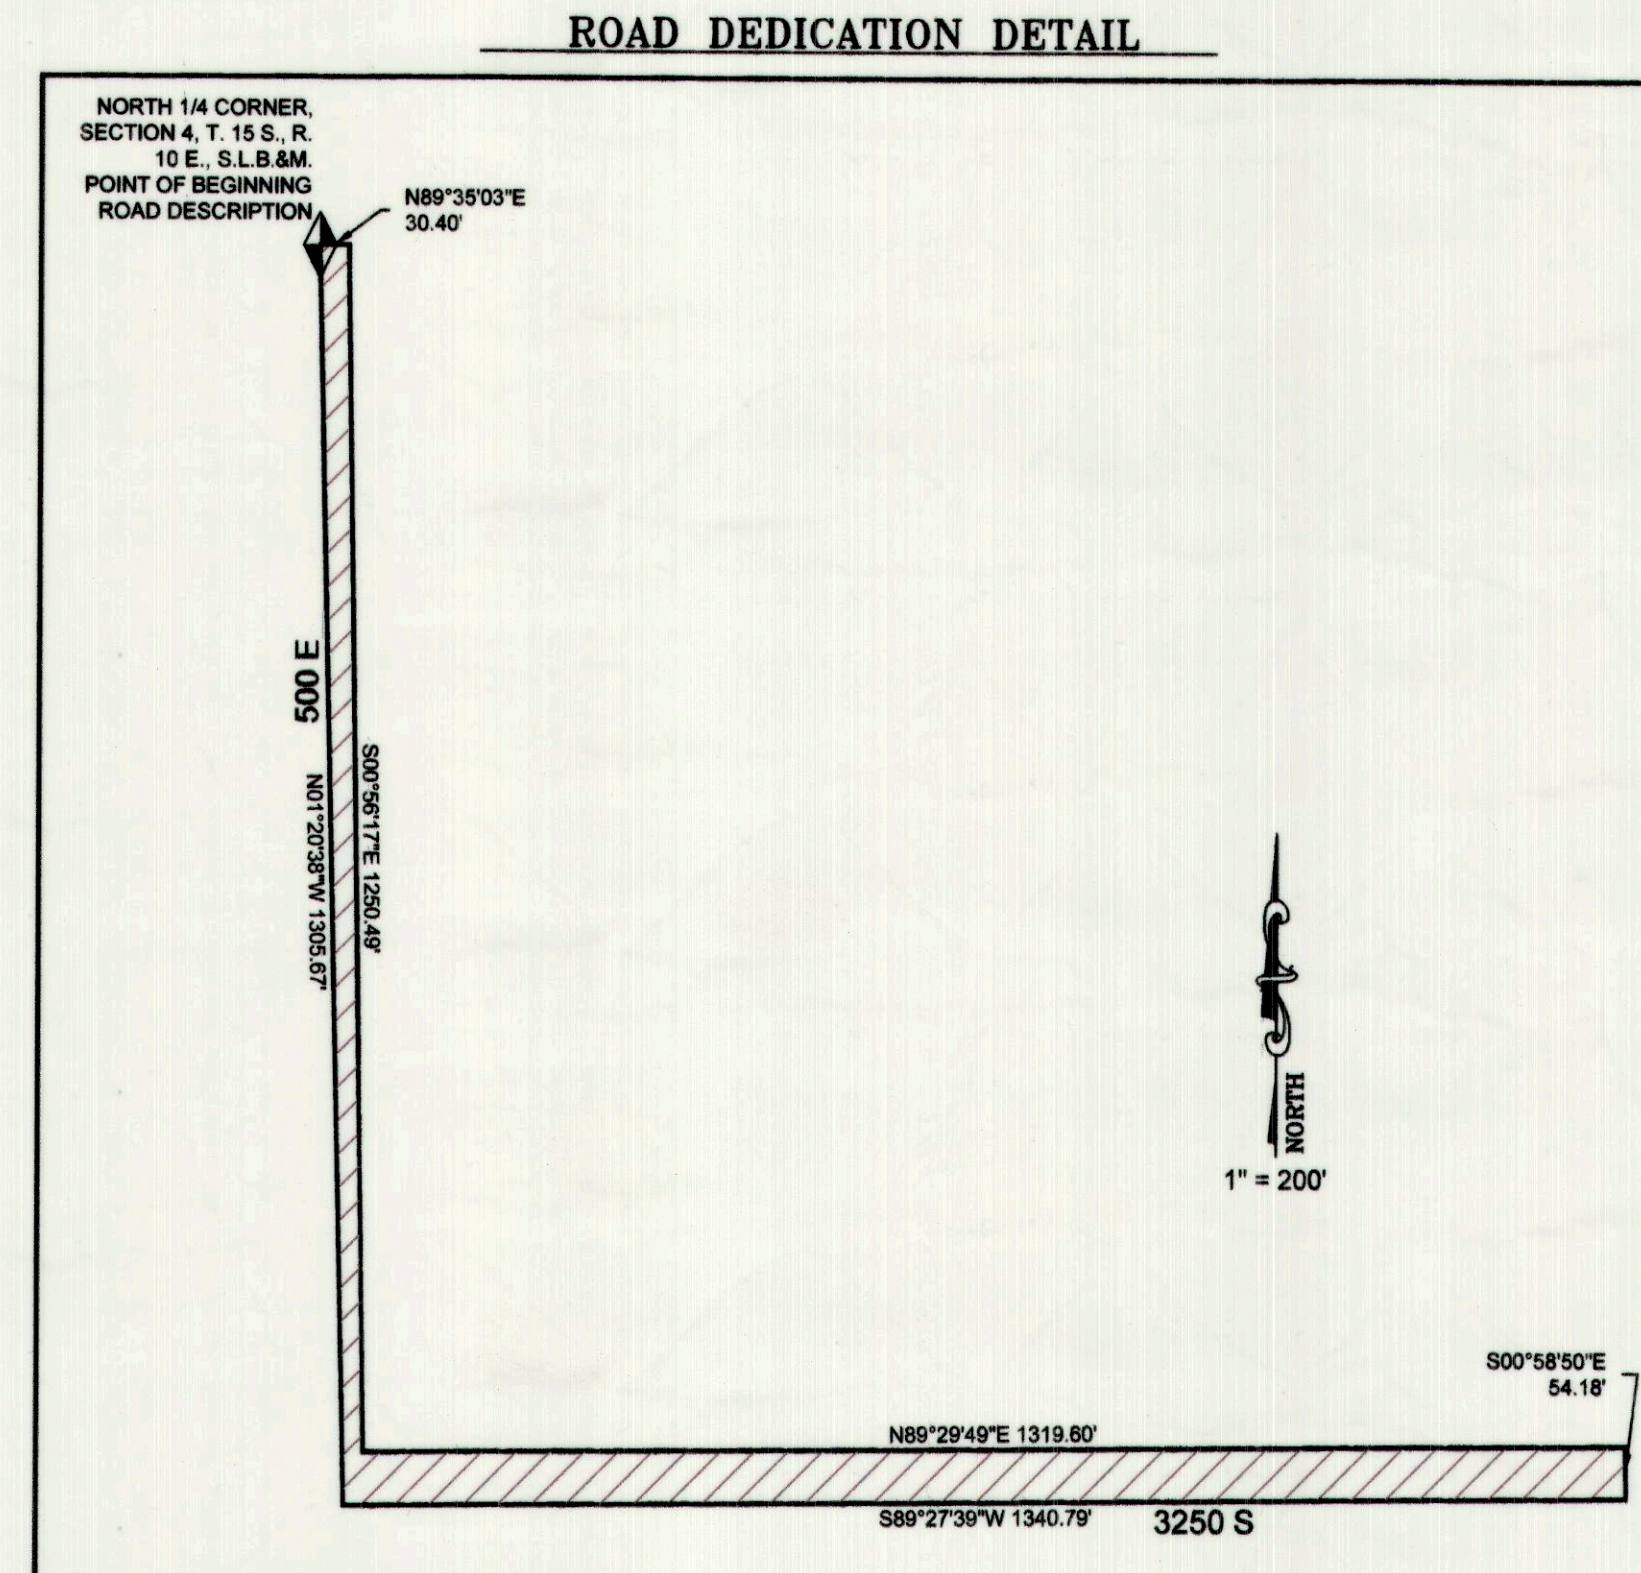 ROAD DEDICATION DETAIL
NORTH 1/4 CORNER,
SECTION 4, T. 15 S., R.
10 E., S.L.B.&M.
POINT OF BEGINNING
ROAD DESCRIPTION
N89°35'03"E
30.40'
500 E
N01°20'38"W 1305.67'
S00°56'17"E 1250.49'
NORTH
1" = 200'
S00°58'50"E
54.18'
N89°29'49"E 1319.60'
S89°27'39"W 1340.79'
3250 S